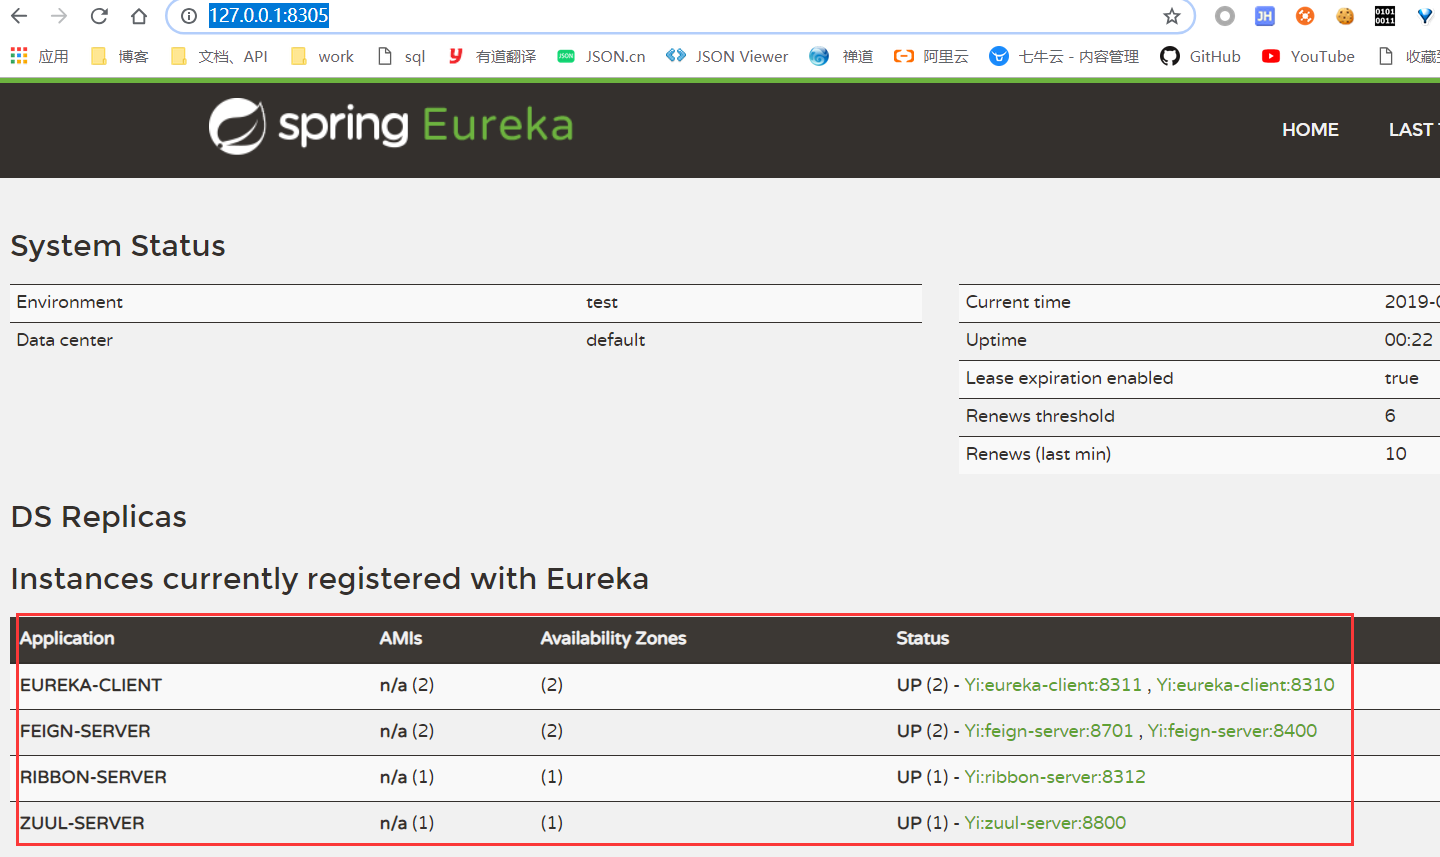 127.0.0.1:8305
应用 博客 文档、API work sql 有道翻译 JSON.cn JSON Viewer 禅道 阿里云 七牛云 - 内容管理 GitHub YouTube 收藏
spring Eureka
HOME LAST
System Status
Environment test
Data center default
Current time 2019-0
Uptime 00:22
Lease expiration enabled true
Renews threshold 6
Renews (last min) 10
DS Replicas
Instances currently registered with Eureka
Application AMIs Availability Zones Status
EUREKA-CLIENT n/a (2) (2) UP (2) - Yi:eureka-client:8311 , Yi:eureka-client:8310
FEIGN-SERVER n/a (2) (2) UP (2) - Yi:feign-server:8701 , Yi:feign-server:8400
RIBBON-SERVER n/a (1) (1) UP (1) - Yi:ribbon-server:8312
ZUUL-SERVER n/a (1) (1) UP (1) - Yi:zuul-server:8800